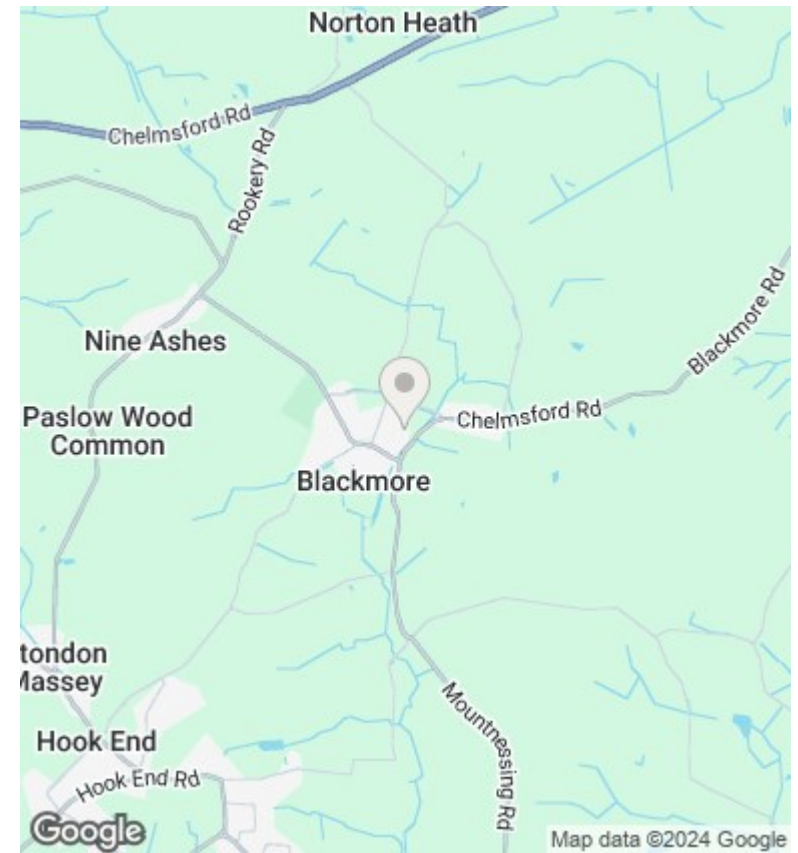 Norton Heath
Chelmsford Rd
Rookery Rd
Blackmore Rd
Nine Ashes
Paslow Wood
Common
Chelmsford Rd
Blackmore
tondon
Massey
Mountnessing Rd
Hook End
Hook End Rd
Google
Map data ©2024 Google